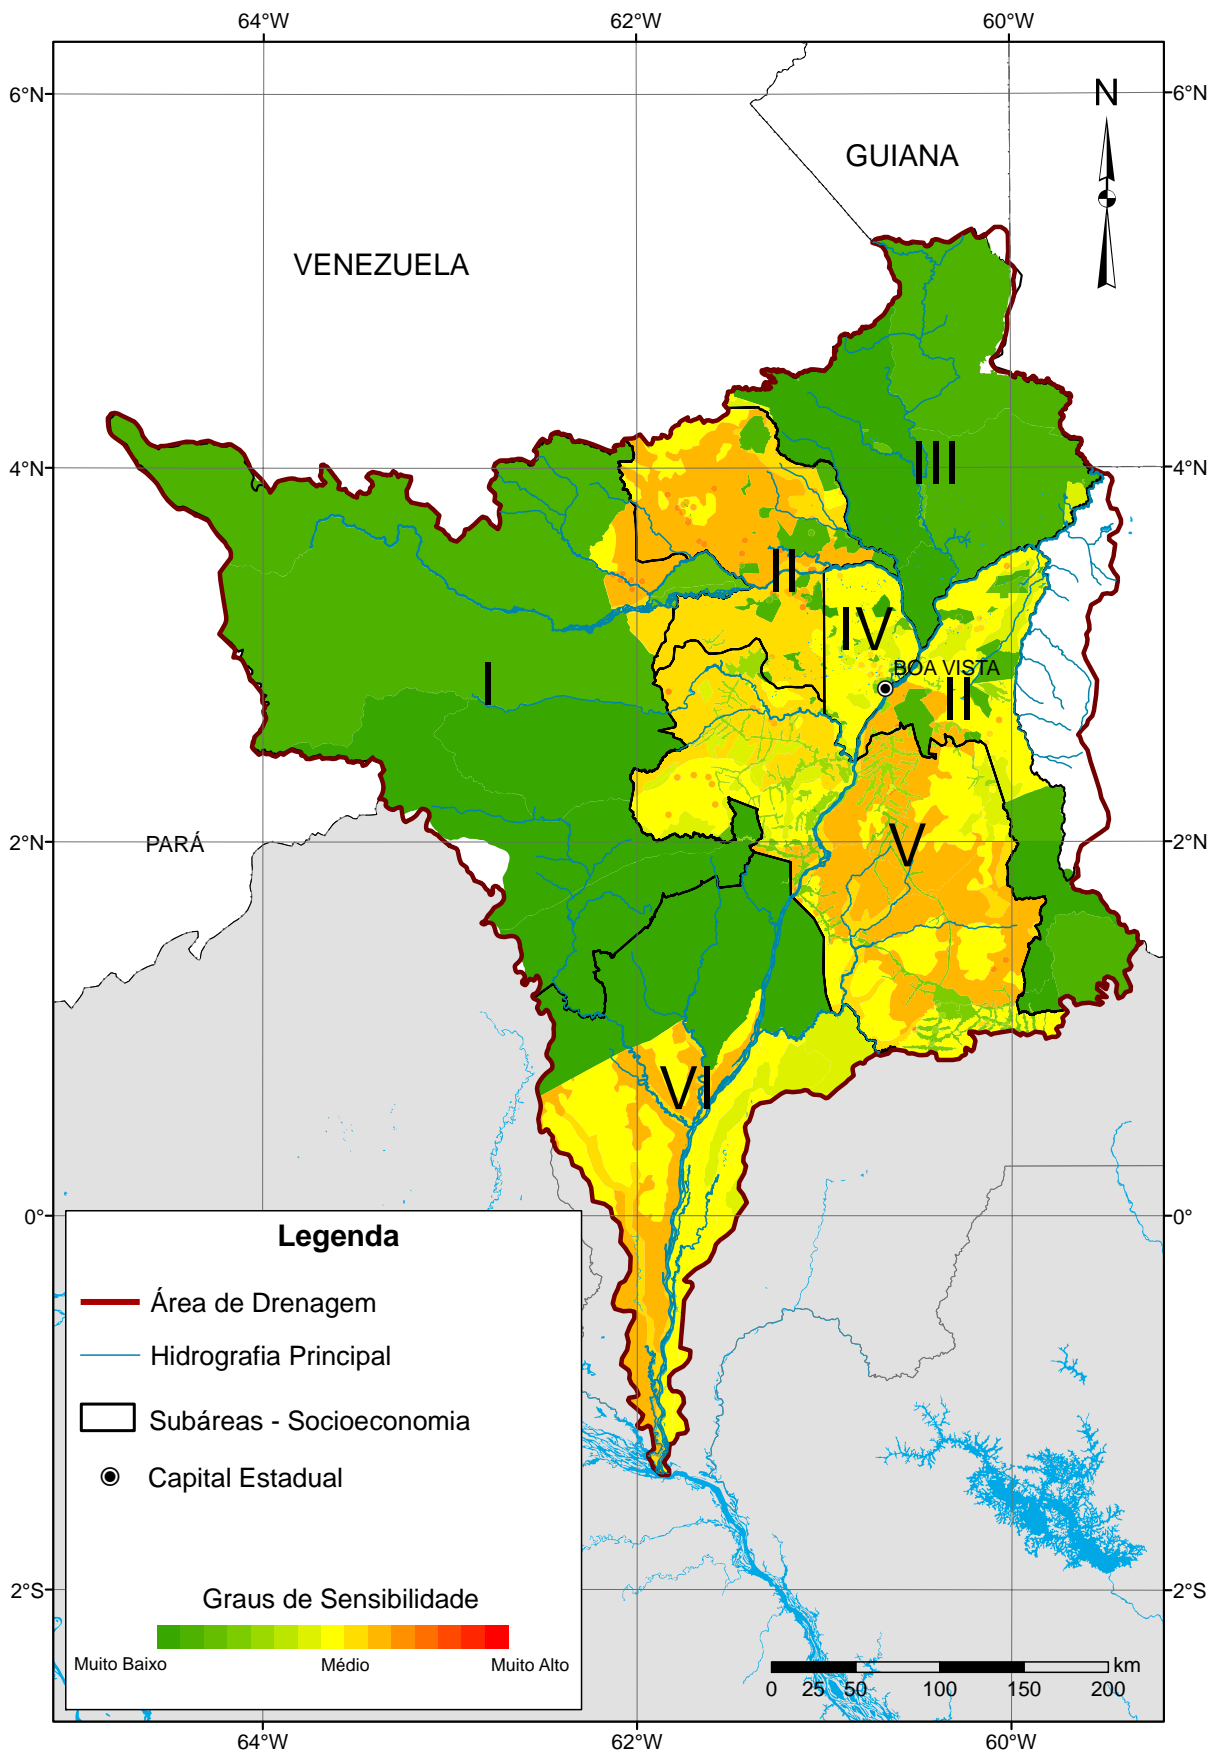 64°W
62°W
60°W
6°N
6°N
N
GUIANA
VENEZUELA
4°N
4°N
III
II
IV
BOA VISTA
I
II
2°N
2°N
PARÁ
V
VI
0°
0°
Legenda
Área de Drenagem
Hidrografia Principal
Subáreas - Socioeconomia
Capital Estadual
Graus de Sensibilidade
Muito Baixo
Médio
Muito Alto
2°S
2°S
km
0
25
50
100
150
200
64°W
62°W
60°W